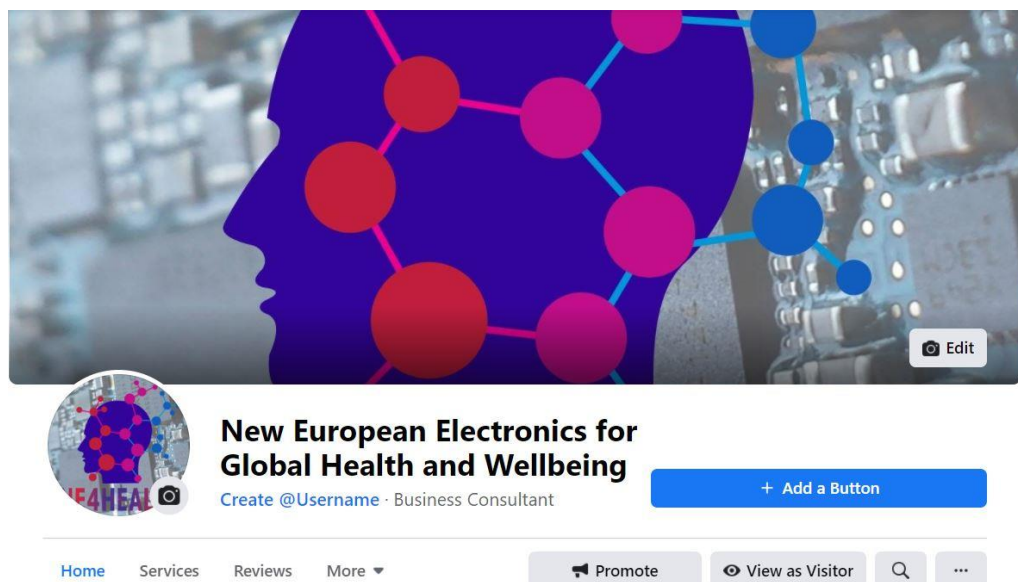 Edit
New European Electronics for
Global Health and Wellbeing
Create @Username · Business Consultant
+ Add a Button
Home Services Reviews More
Promote View as Visitor ...